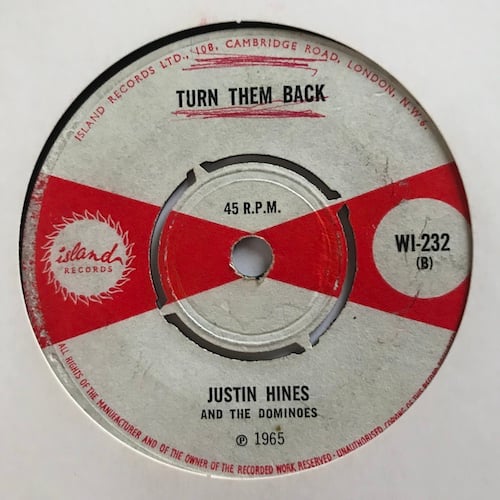 ISLAND RECORDS LTD., 108, CAMBRIDGE ROAD, LONDON, N.W.6.
TURN THEM BACK
45 R.P.M.
island
RECORDS
WI-232
(B)
JUSTIN HINES
AND THE DOMINOES
℗ 1965
ALL RIGHTS OF THE MANUFACTURER AND OF THE OWNER OF THE RECORDED WORK RESERVED - UNAUTHORISED